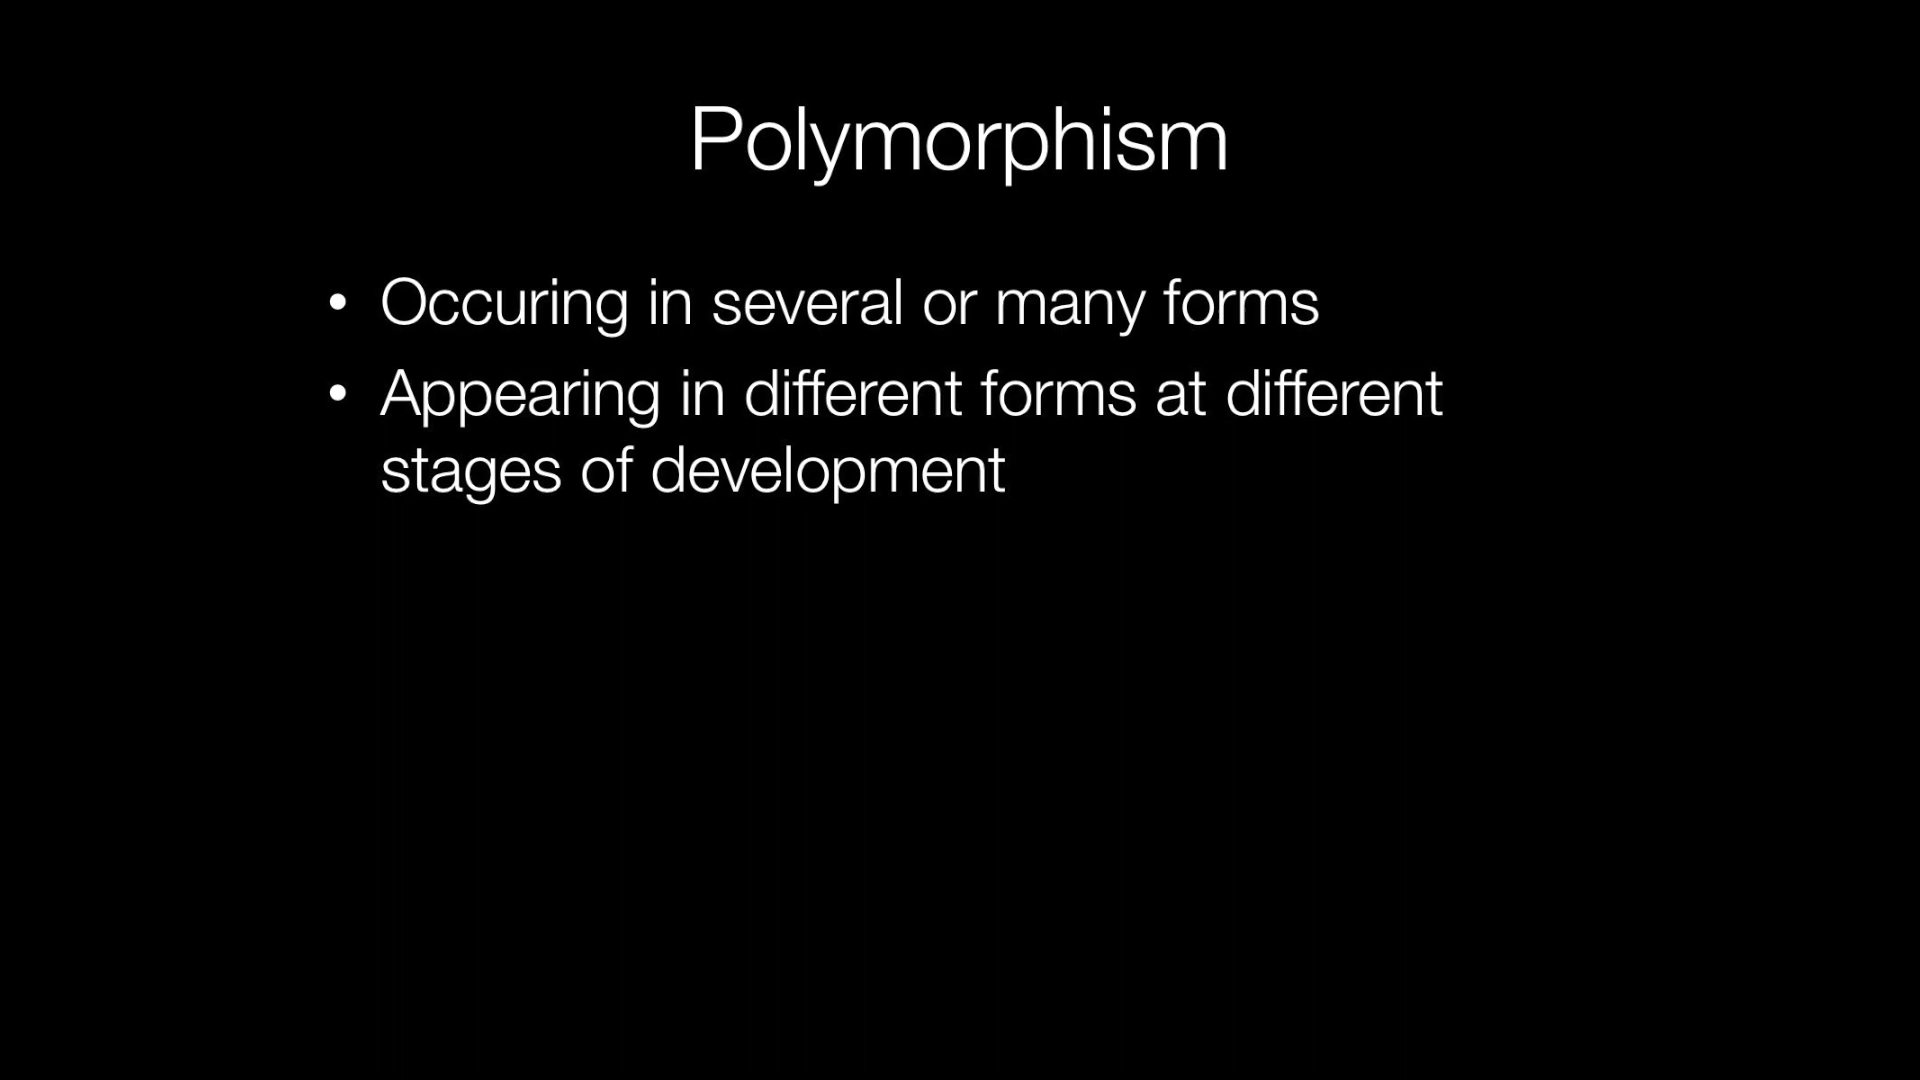 Polymorphism
• Occuring in several or many forms
• Appearing in different forms at different
stages of development